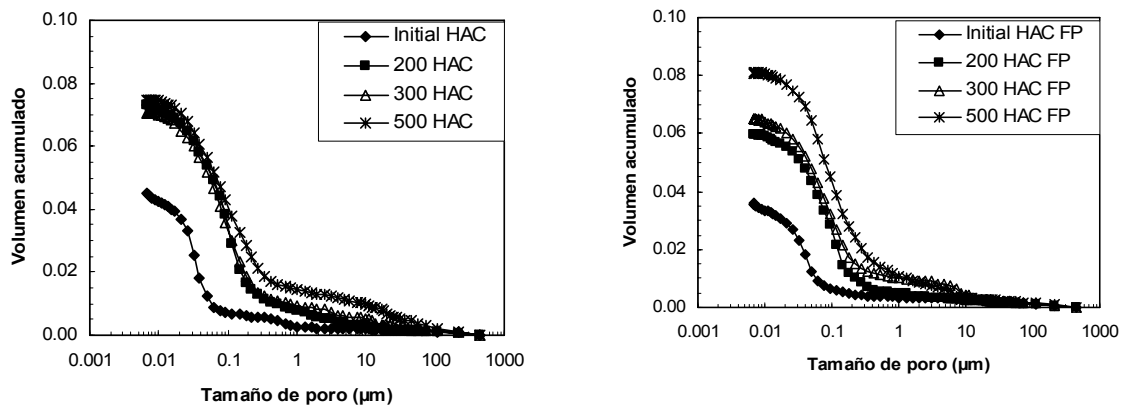 0.10
0.08
0.06
0.04
0.02
0.00
Volumen acumulado
Initial HAC
200 HAC
300 HAC
500 HAC
0.001 0.01 0.1 1 10 100 1000
Tamaño de poro (µm)
0.10
0.08
0.06
0.04
0.02
0.00
Volumen acumulado
Initial HAC FP
200 HAC FP
300 HAC FP
500 HAC FP
0.001 0.01 0.1 1 10 100 1000
Tamaño de poro (µm)